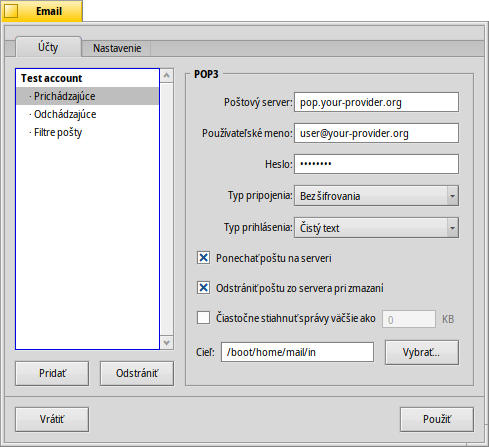 Email
Účty
Nastavenie
Test account
· Prichádzajúce
· Odchádzajúce
· Filtre pošty
Pridať
Odstrániť
POP3
Poštový server:
pop.your-provider.org
Používateľské meno:
user@your-provider.org
Heslo:
••••••••
Typ pripojenia:
Bez šifrovania
Typ prihlásenia:
Čistý text
Ponechať poštu na serveri
Odstrániť poštu zo servera pri zmazaní
Čiastočne stiahnuť správy väčšie ako
0
KB
Cieľ:
/boot/home/mail/in
Vybrať...
Vrátiť
Použiť